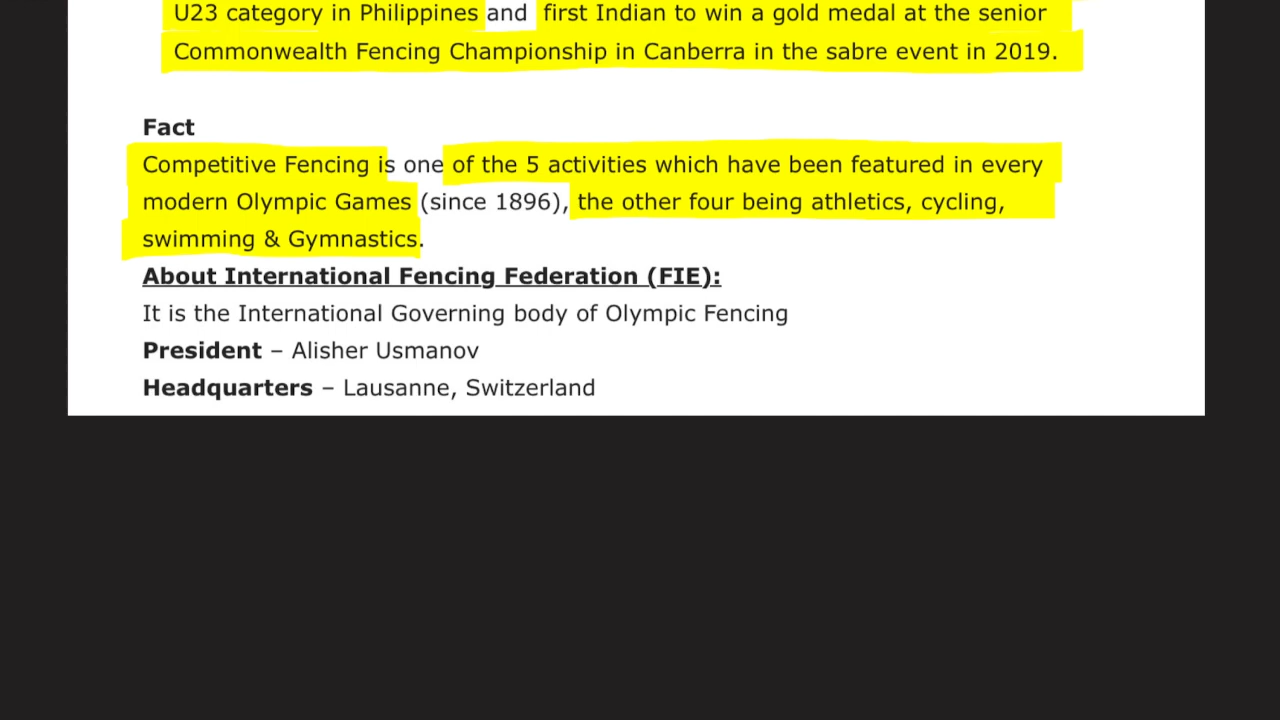 U23 category in Philippines and first Indian to win a gold medal at the senior
Commonwealth Fencing Championship in Canberra in the sabre event in 2019.
Fact
Competitive Fencing is one of the 5 activities which have been featured in every
modern Olympic Games (since 1896), the other four being athletics, cycling,
swimming & Gymnastics.
About International Fencing Federation (FIE):
It is the International Governing body of Olympic Fencing
President – Alisher Usmanov
Headquarters – Lausanne, Switzerland